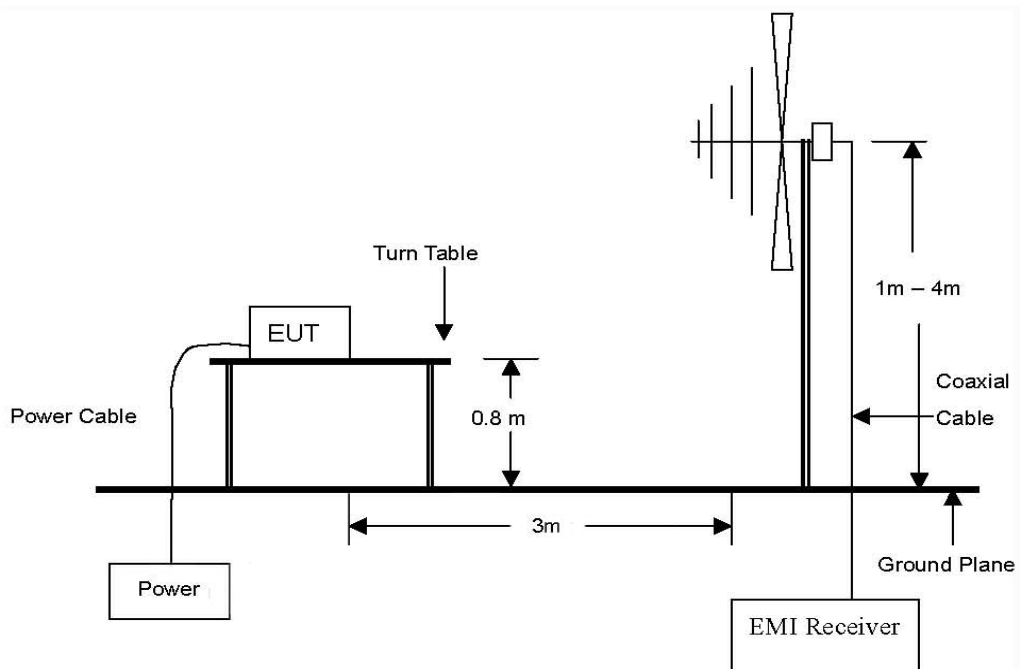 Turn Table
1m – 4m
EUT
Coaxial
Cable
Power Cable
0.8 m
3m
Ground Plane
Power
EMI Receiver